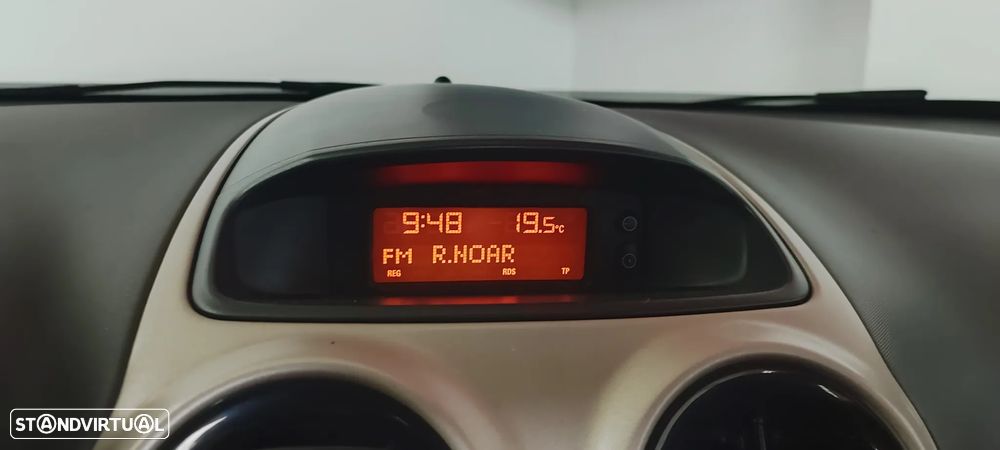 9:48 19.5°C
FM R.NOAR
REG RDS TP
STANDVIRTUAL